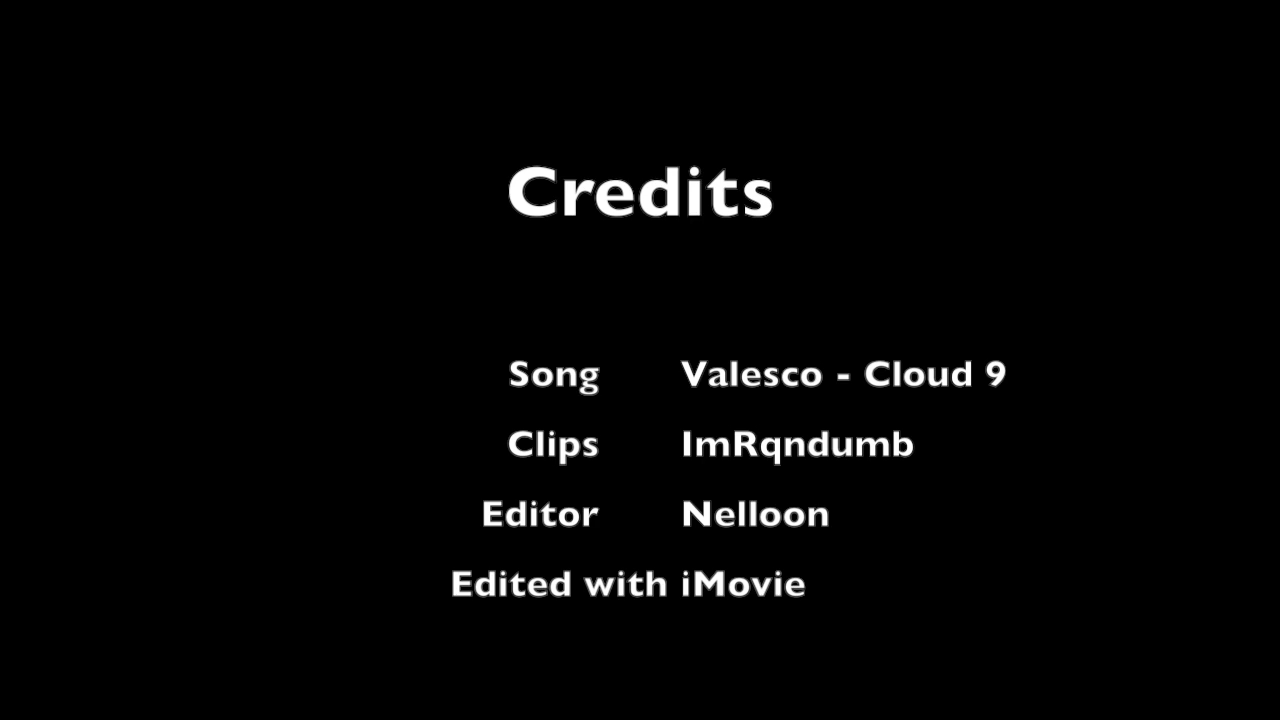 Credits
Song Valesco - Cloud 9
Clips ImRqndumb
Editor Nelloon
Edited with iMovie